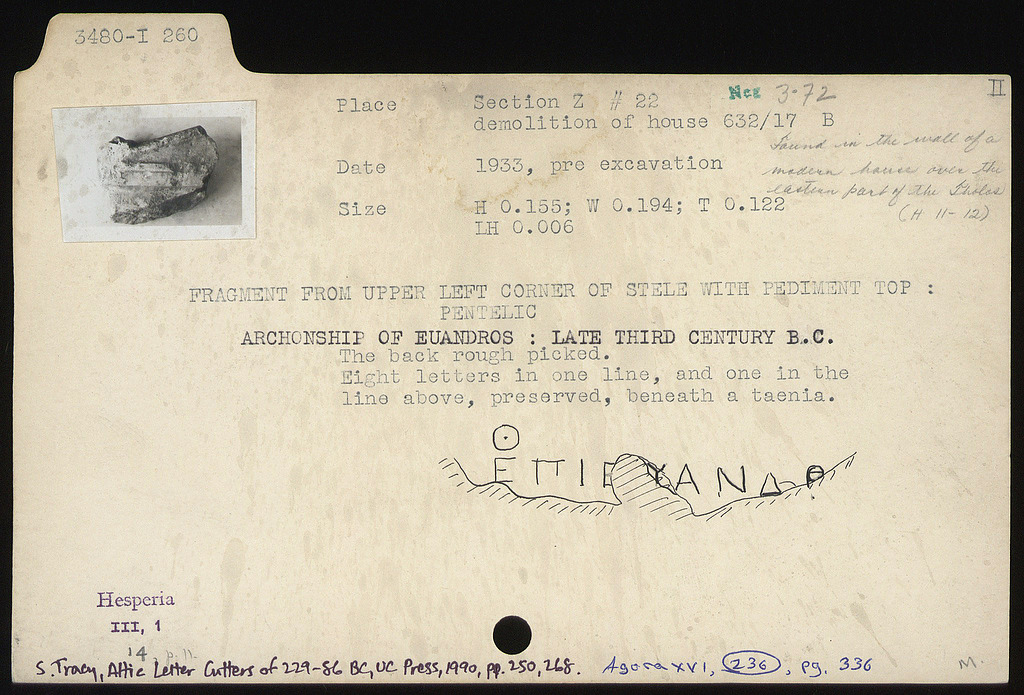 3480-I 260
II
Place Section Z # 22 Neg 3-72
demolition of house 632/17 B
Found in the wall of a
modern house over the
eastern part of the Tholos
(H 11-12)
Date 1933, pre excavation
Size H 0.155; W 0.194; T 0.122
LH 0.006
FRAGMENT FROM UPPER LEFT CORNER OF STELE WITH PEDIMENT TOP :
PENTELIC
ARCHONSHIP OF EUANDROS : LATE THIRD CENTURY B.C.
The back rough picked.
Eight letters in one line, and one in the
line above, preserved, beneath a taenia.
ʘ
ΕΠΙΕΥΑΝΔΡ
Hesperia
III, 1
14 p. 11
S. Tracy, Attic Letter Cutters of 229-86 BC, UC Press, 1990, pp. 250, 268. Agora XVI, 236, pg. 336
M.